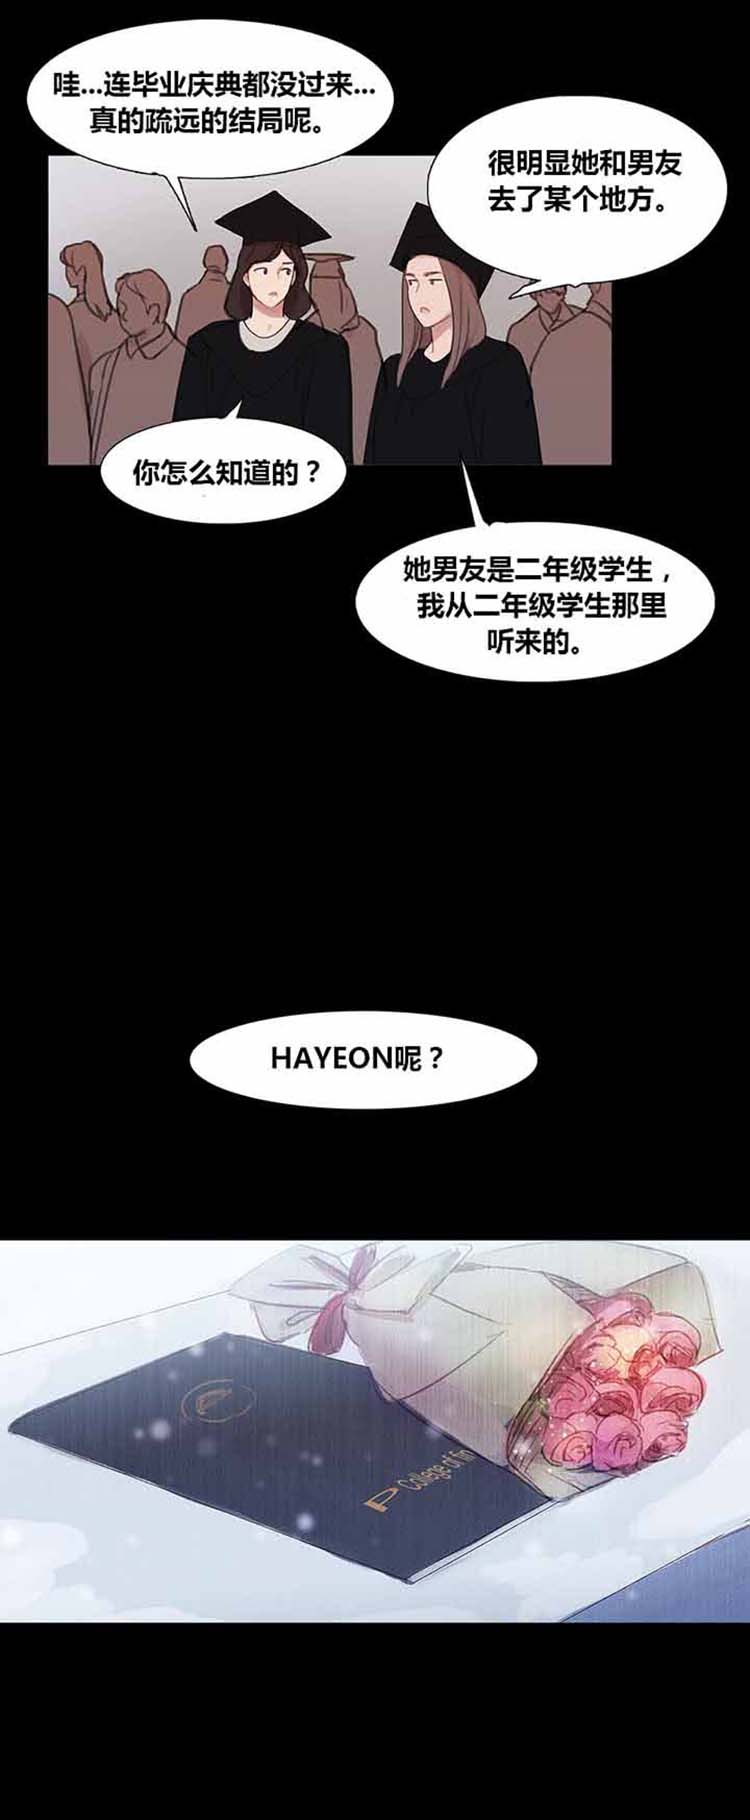 哇...连毕业庆典都没过来...
真的疏远的结局呢。
很明显她和男友
去了某个地方。
你怎么知道的？
她男友是二年级学生，
我从二年级学生那里
听来的。
HAYEON呢？
P College of fin